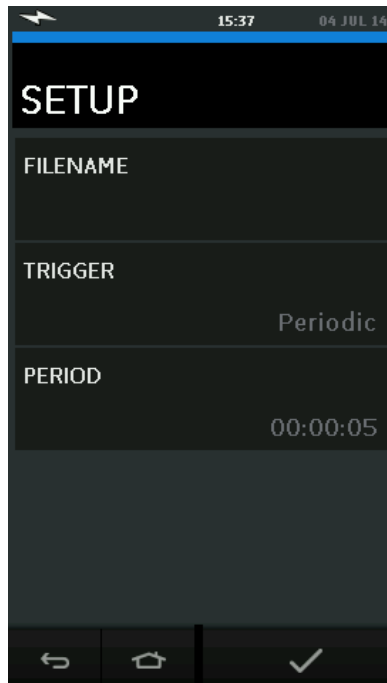 15:37 04 JUL 14
SETUP
FILENAME
TRIGGER
Periodic
PERIOD
00:00:05